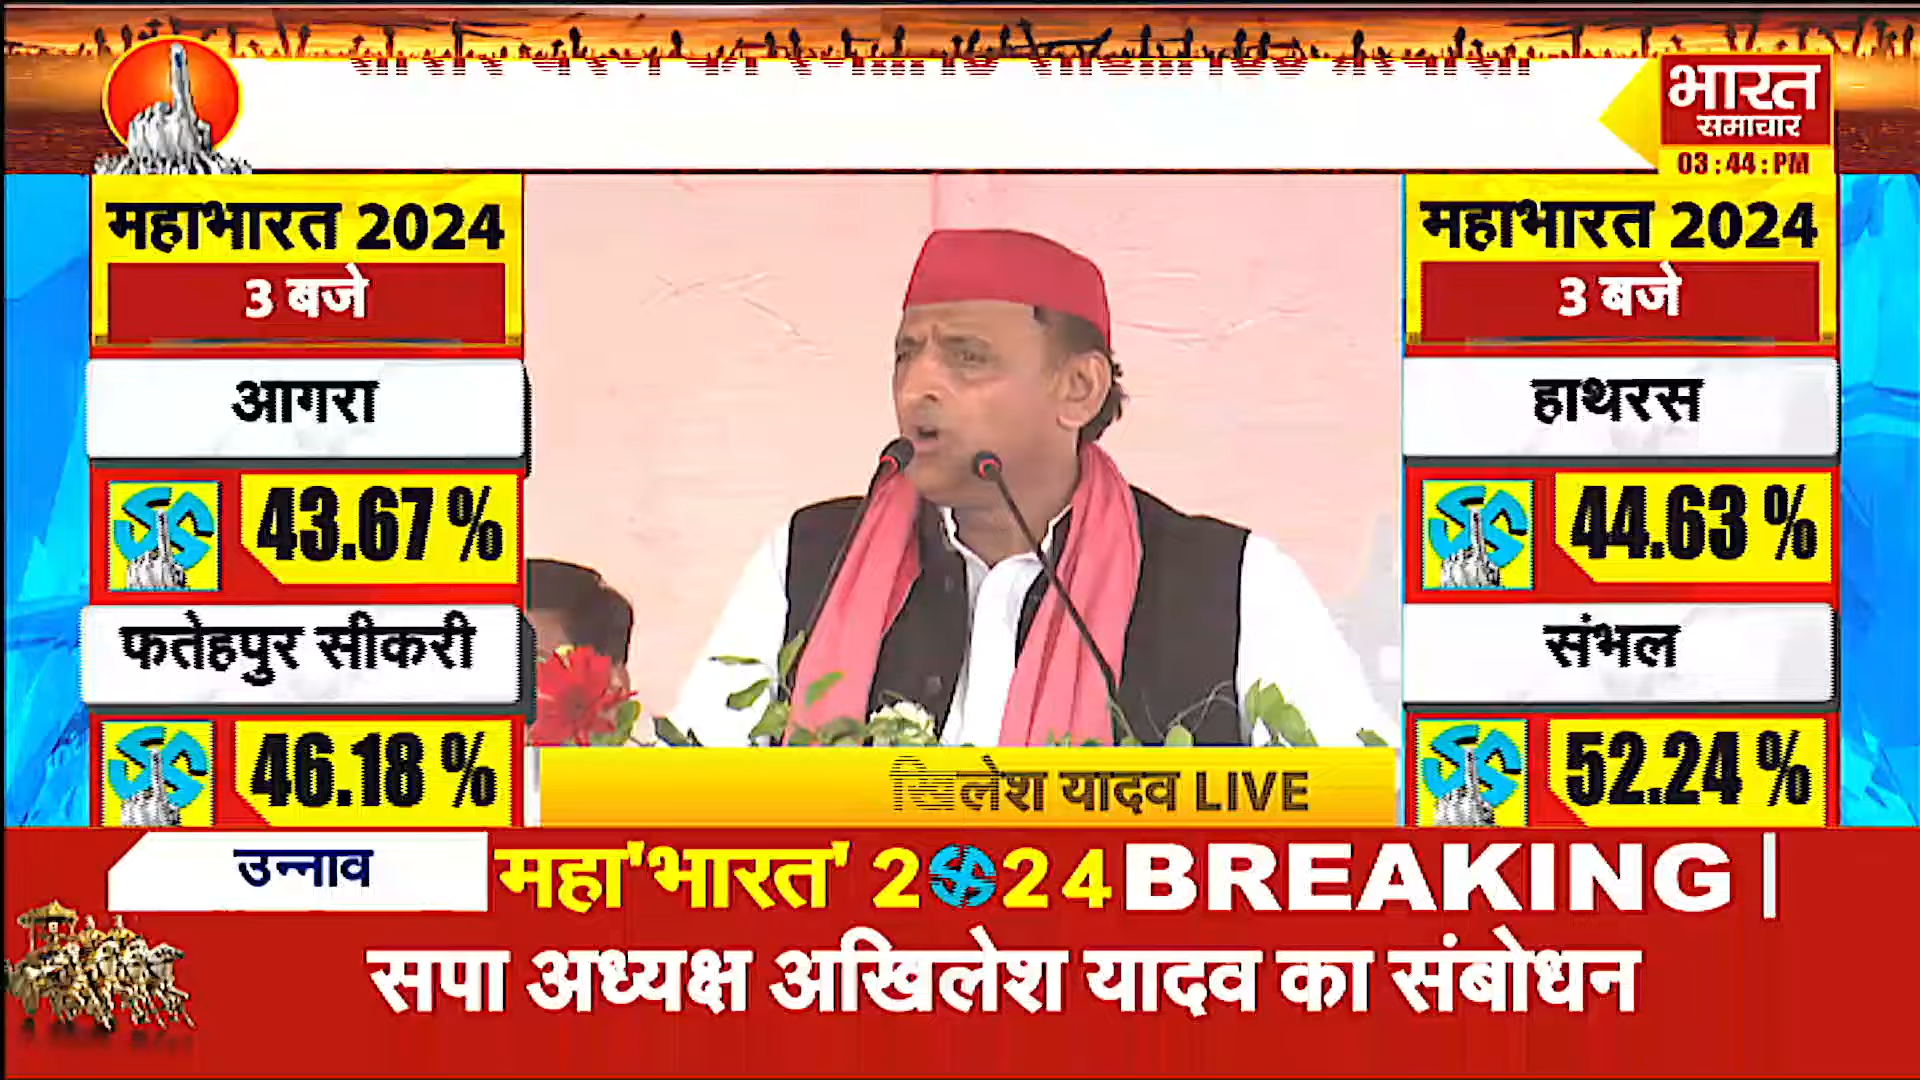 भारत
समाचार
03:44:PM
महाभारत 2024
3 बजे
आगरा
43.67 %
फतेहपुर सीकरी
46.18 %
महाभारत 2024
3 बजे
हाथरस
44.63 %
संभल
52.24 %
खिलेश यादव LIVE
उन्नाव
महा'भारत' 2024 BREAKING
सपा अध्यक्ष अखिलेश यादव का संबोधन